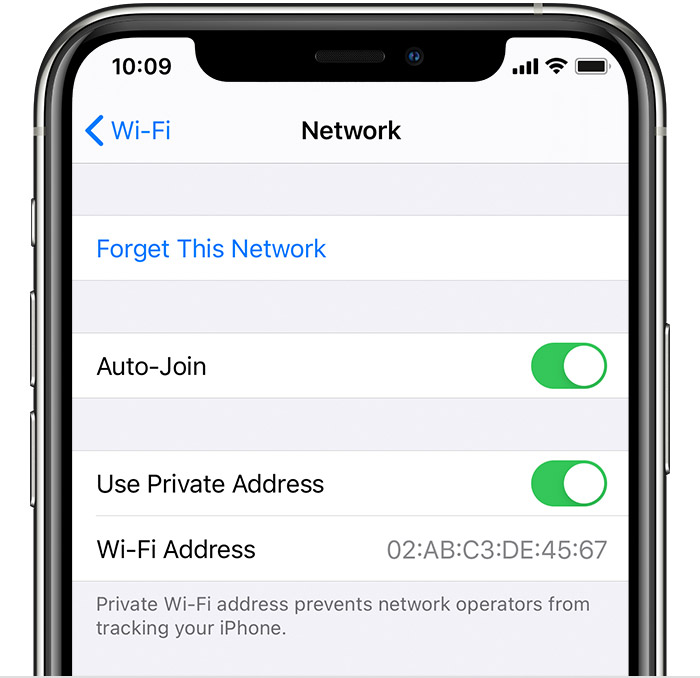 10:09
Wi-Fi
Network
Forget This Network
Auto-Join
Use Private Address
Wi-Fi Address 02:AB:C3:DE:45:67
Private Wi-Fi address prevents network operators from
tracking your iPhone.